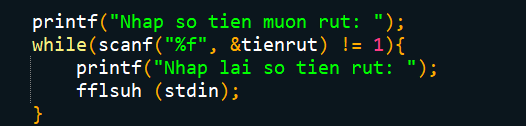 printf("Nhap so tien muon rut: ");
while(scanf("%f", &tienrut) != 1){
printf("Nhap lai so tien rut: ");
fflsuh (stdin);
}